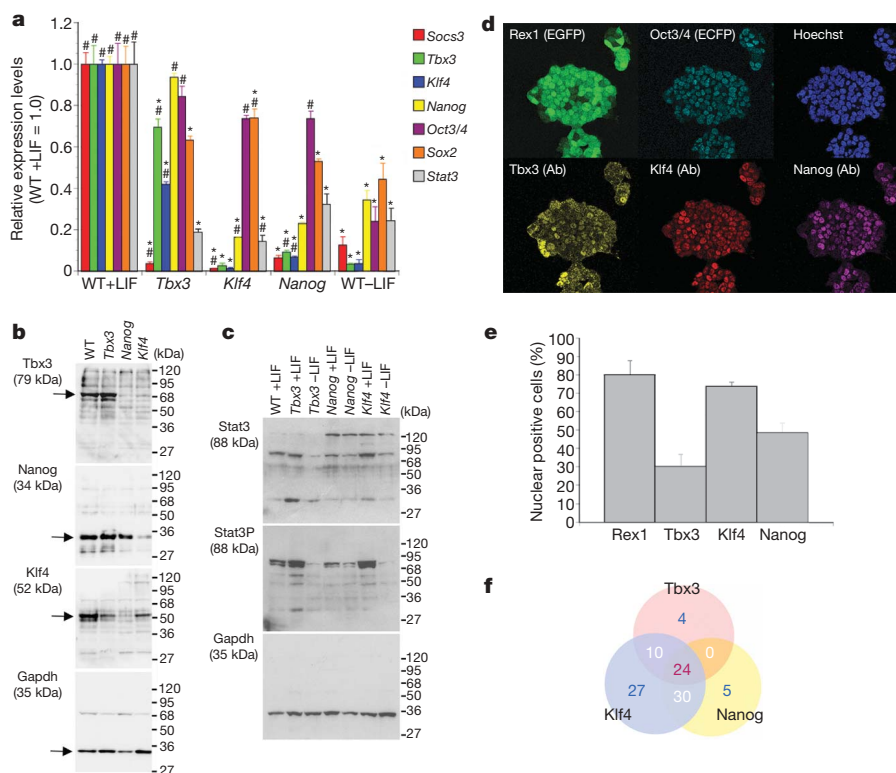 a
Relative expression levels
(WT +LIF = 1.0)
1.0
0.8
0.6
0.4
0.2
0
# # # # # # #
* # * # * # # # * *
* # * * * # * # * *
* * # * # * # * *
* * * * * * *
WT+LIF Tbx3 Klf4 Nanog WT–LIF
Socs3
Tbx3
Klf4
Nanog
Oct3/4
Sox2
Stat3
b
WT Tbx3 Nanog Klf4 (kDa)
Tbx3
(79 kDa)
120
95
68
50
36
27
Nanog
(34 kDa)
120
95
68
50
36
27
Klf4
(52 kDa)
120
95
68
50
36
27
Gapdh
(35 kDa)
120
95
68
50
36
27
c
WT +LIF Tbx3 +LIF Tbx3 –LIF Nanog +LIF Nanog –LIF Klf4 +LIF Klf4 –LIF
(kDa)
Stat3
(88 kDa)
120
95
68
50
36
27
Stat3P
(88 kDa)
120
95
68
50
36
27
Gapdh
(35 kDa)
120
95
68
50
36
27
d
Rex1 (EGFP) Oct3/4 (ECFP) Hoechst
Tbx3 (Ab) Klf4 (Ab) Nanog (Ab)
e
Nuclear positive cells (%)
100
90
80
70
60
50
40
30
20
10
0
Rex1 Tbx3 Klf4 Nanog
f
Tbx3
4
10 0
24
27 30 5
Klf4 Nanog